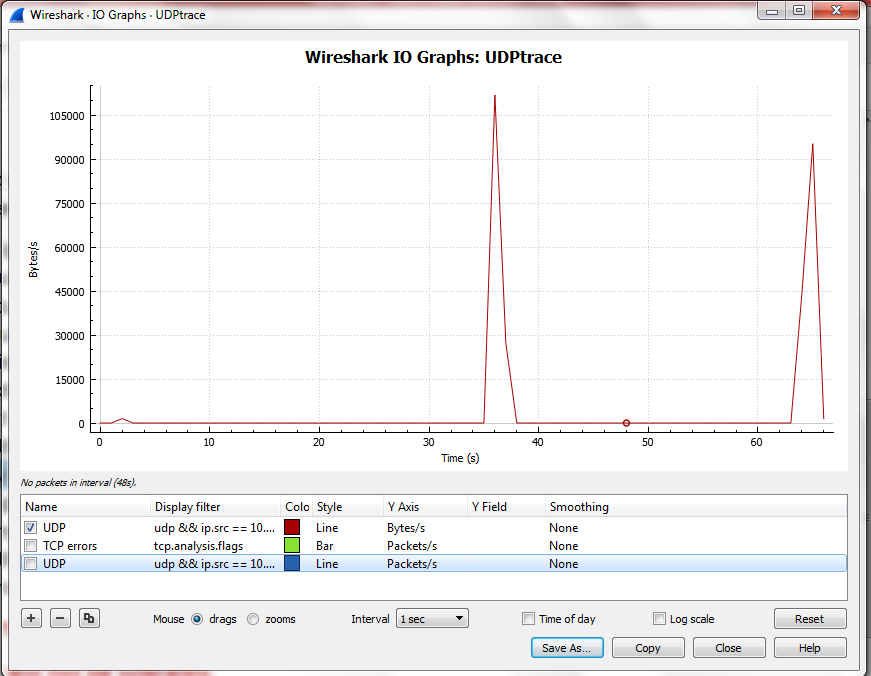 Wireshark · IO Graphs · UDPtrace
Wireshark IO Graphs: UDPtrace
105000
90000
75000
60000
45000
30000
15000
0
Bytes/s
0 10 20 30 40 50 60
Time (s)
No packets in interval (48s).
Name Display filter Colo Style Y Axis Y Field Smoothing
UDP udp && ip.src == 10.... Line Bytes/s None
TCP errors tcp.analysis.flags Bar Packets/s None
UDP udp && ip.src == 10.... Line Packets/s None
Mouse drags zooms Interval 1 sec Time of day Log scale Reset
Save As... Copy Close Help